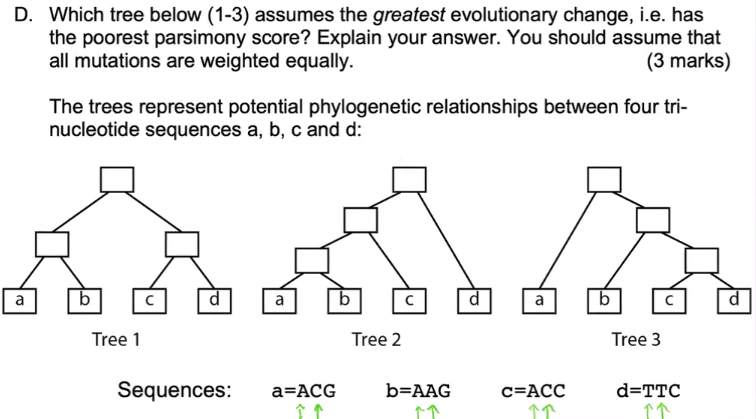 D. Which tree below (1-3) assumes the greatest evolutionary change, i.e. has
the poorest parsimony score? Explain your answer. You should assume that
all mutations are weighted equally. (3 marks)
The trees represent potential phylogenetic relationships between four tri-
nucleotide sequences a, b, c and d:
a b c d a b c d a b c d
Tree 1 Tree 2 Tree 3
Sequences: a=ACG b=AAG c=ACC d=TTC